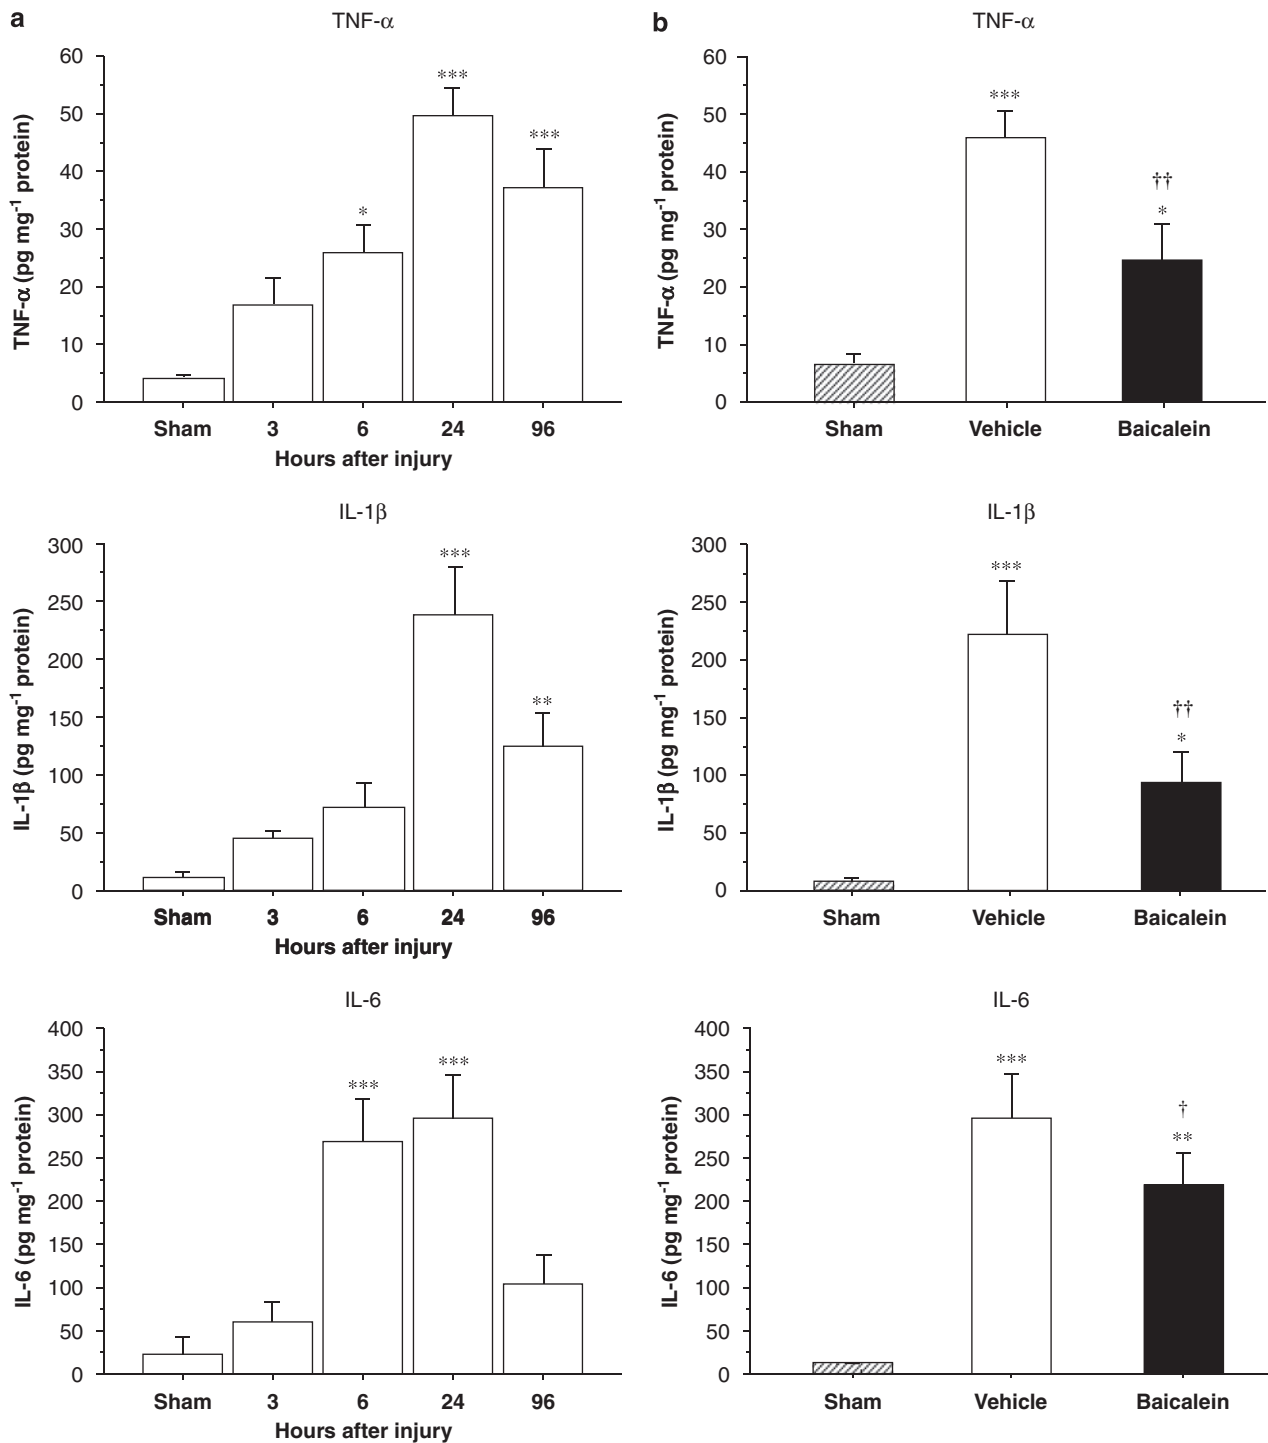 a
TNF-α
TNF-α (pg mg⁻¹ protein)
60
50
40
30
20
10
0
*
***
***
Sham 3 6 24 96
Hours after injury
b
TNF-α
TNF-α (pg mg⁻¹ protein)
60
50
40
30
20
10
0
***
††
*
Sham Vehicle Baicalein
IL-1β
IL-1β (pg mg⁻¹ protein)
300
250
200
150
100
50
0
***
**
Sham 3 6 24 96
Hours after injury
IL-1β
IL-1β (pg mg⁻¹ protein)
300
250
200
150
100
50
0
***
††
*
Sham Vehicle Baicalein
IL-6
IL-6 (pg mg⁻¹ protein)
400
350
300
250
200
150
100
50
0
***
***
Sham 3 6 24 96
Hours after injury
IL-6
IL-6 (pg mg⁻¹ protein)
400
350
300
250
200
150
100
50
0
***
†
**
Sham Vehicle Baicalein